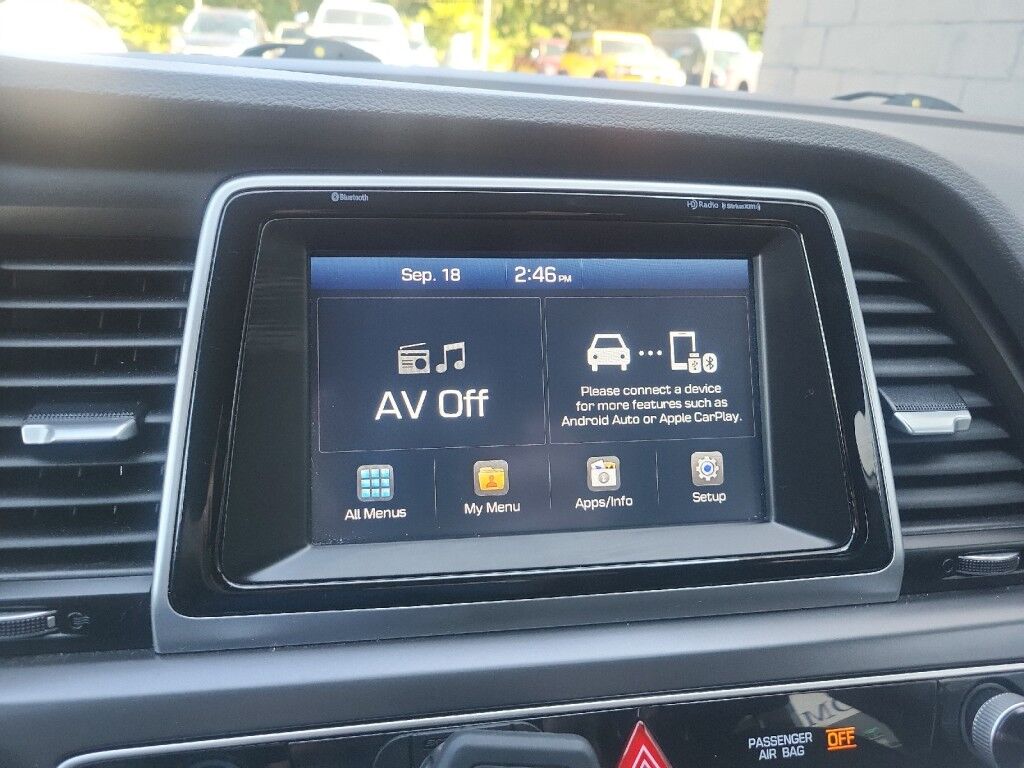 Bluetooth
HD Radio SiriusXM
Sep. 18 2:46 PM
AV Off
Please connect a device
for more features such as
Android Auto or Apple CarPlay.
All Menus My Menu Apps/Info Setup
PASSENGER
AIR BAG OFF